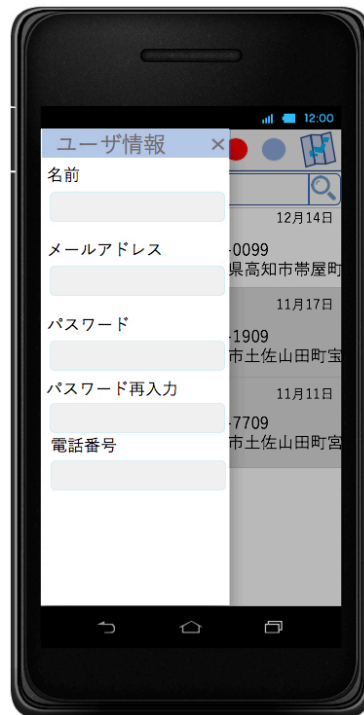 12:00
ユーザ情報 ×
名前
メールアドレス
パスワード
パスワード再入力
電話番号
12月14日
-0099
県高知市帯屋町
11月17日
-1909
市土佐山田町宝
11月11日
-7709
市土佐山田町宮